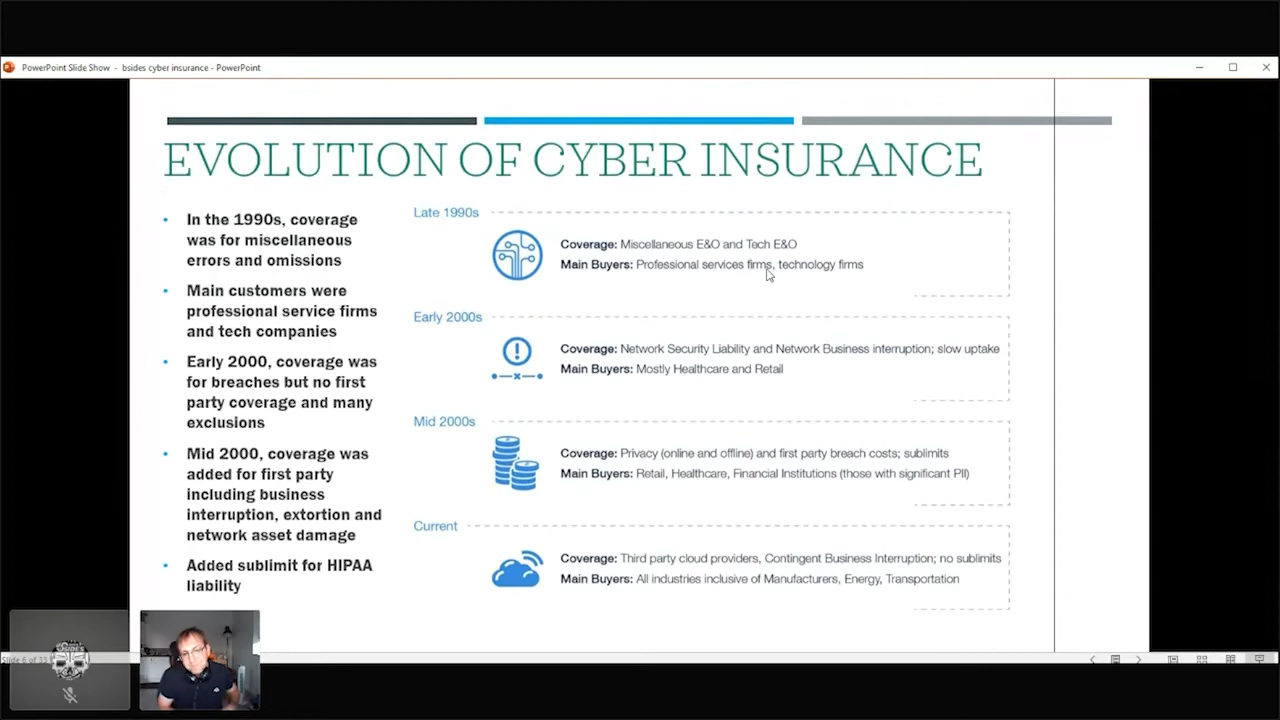 PowerPoint Slide Show - bsides cyber insurance - PowerPoint
EVOLUTION OF CYBER INSURANCE
• In the 1990s, coverage
was for miscellaneous
errors and omissions
• Main customers were
professional service firms
and tech companies
• Early 2000, coverage was
for breaches but no first
party coverage and many
exclusions
• Mid 2000, coverage was
added for first party
including business
interruption, extortion and
network asset damage
• Added sublimit for HIPAA
liability
Late 1990s
Coverage: Miscellaneous E&O and Tech E&O
Main Buyers: Professional services firms, technology firms
Early 2000s
Coverage: Network Security Liability and Network Business interruption; slow uptake
Main Buyers: Mostly Healthcare and Retail
Mid 2000s
Coverage: Privacy (online and offline) and first party breach costs; sublimits
Main Buyers: Retail, Healthcare, Financial Institutions (those with significant PII)
Current
Coverage: Third party cloud providers, Contingent Business Interruption; no sublimits
Main Buyers: All industries inclusive of Manufacturers, Energy, Transportation
Slide 6 of 33